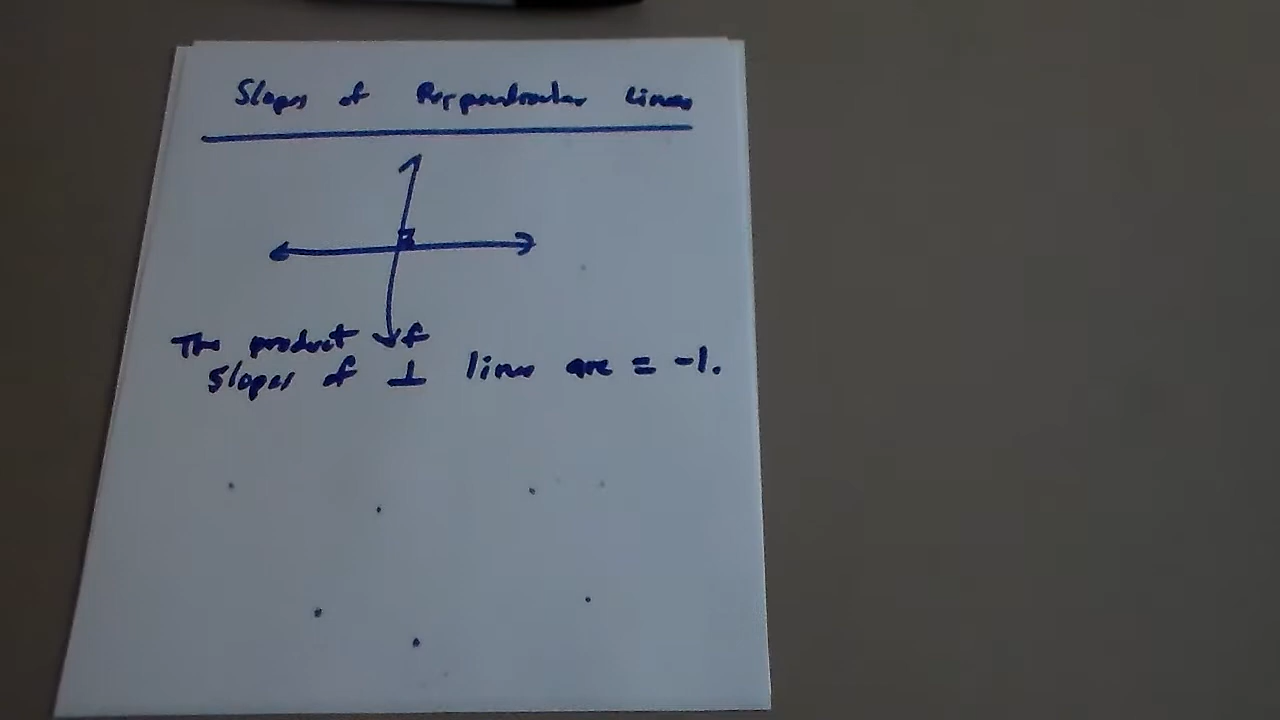 Slopes of Perpendicular Lines
The product of
slopes of ⊥ lines are = -1.